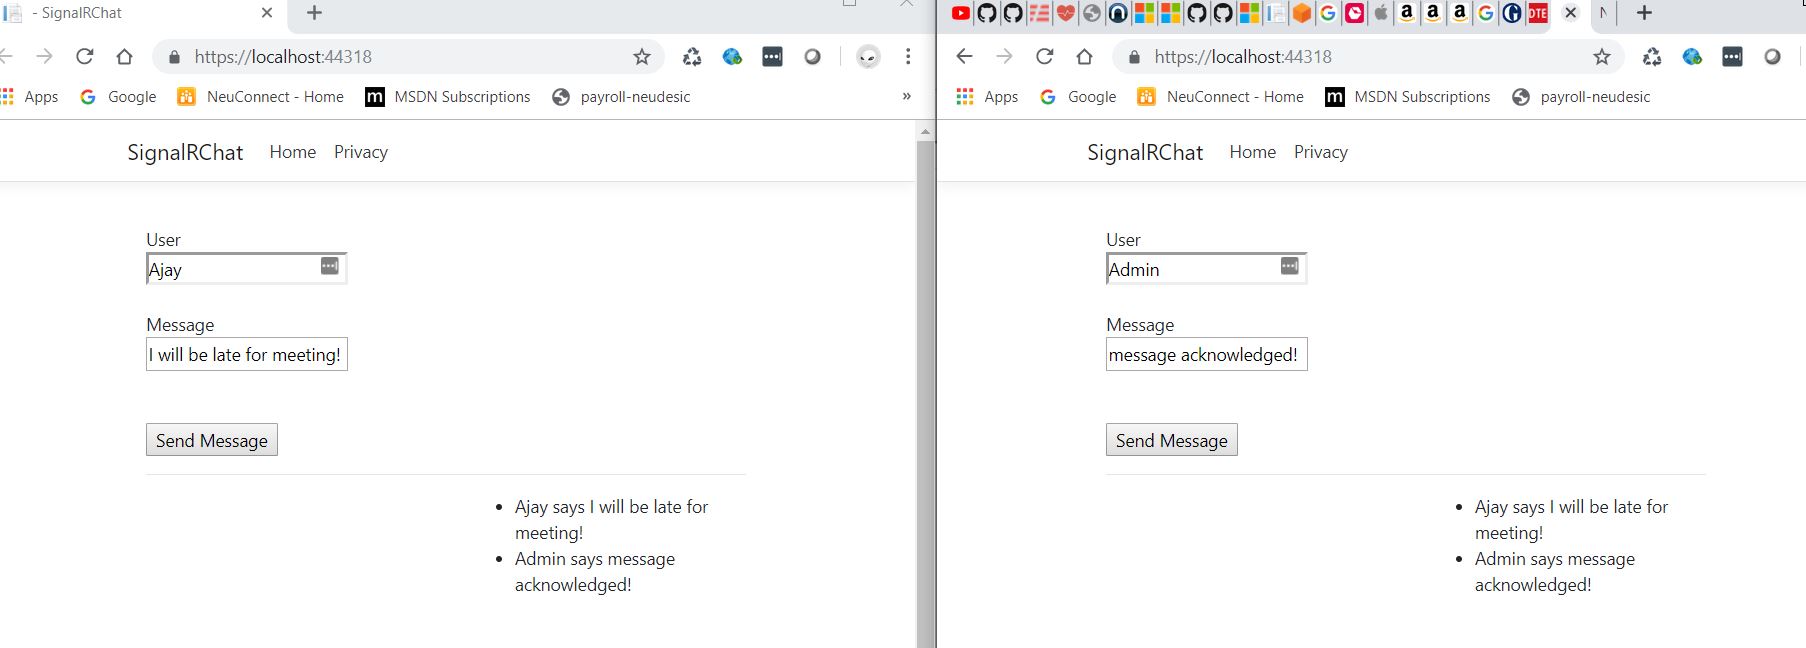 - SignalRChat
https://localhost:44318
Apps Google NeuConnect - Home MSDN Subscriptions payroll-neudesic »
SignalRChat Home Privacy
User
Ajay
Message
I will be late for meeting!
Send Message
Ajay says I will be late for
meeting!
Admin says message
acknowledged!
DTE
https://localhost:44318
Apps Google NeuConnect - Home MSDN Subscriptions payroll-neudesic
SignalRChat Home Privacy
User
Admin
Message
message acknowledged!
Send Message
Ajay says I will be late for
meeting!
Admin says message
acknowledged!